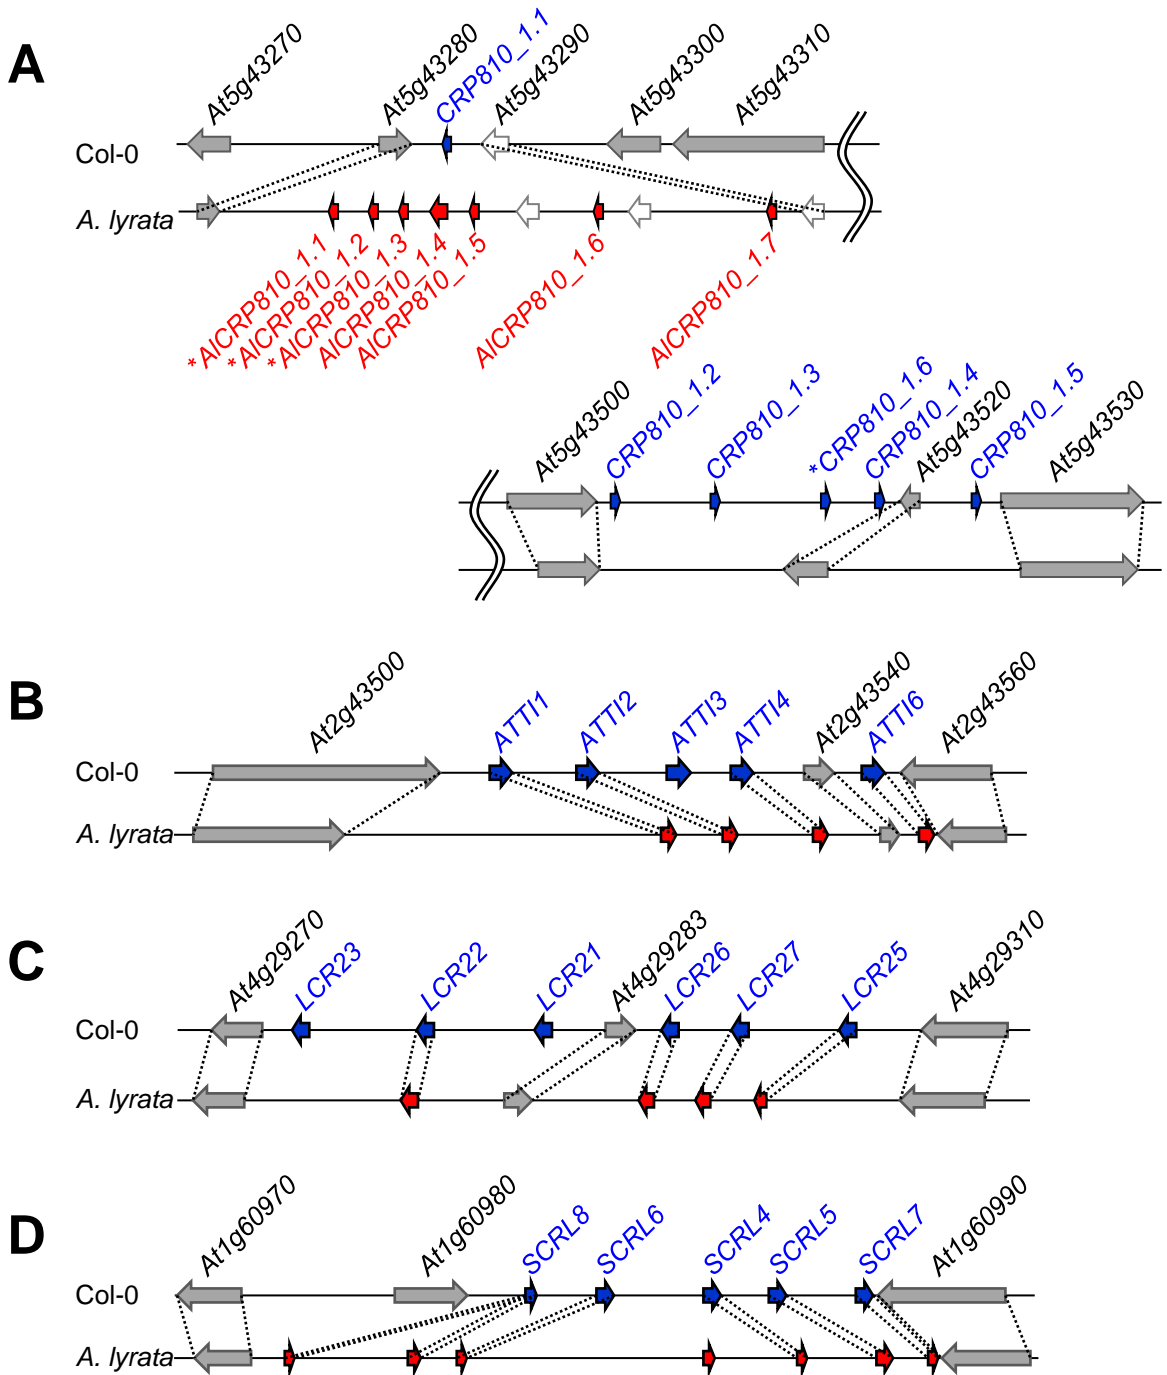 A
At5g43270
At5g43280
CRP810_1.1
At5g43290
At5g43300
At5g43310
Col-0
A. lyrata
*AlCRP810_1.1
*AlCRP810_1.2
*AlCRP810_1.3
AlCRP810_1.4
AlCRP810_1.5
AlCRP810_1.6
AlCRP810_1.7
At5g43500
CRP810_1.2
CRP810_1.3
*CRP810_1.6
CRP810_1.4
At5g43520
CRP810_1.5
At5g43530
B
At2g43500
ATTI1
ATTI2
ATTI3
ATTI4
At2g43540
ATTI6
At2g43560
Col-0
A. lyrata
C
At4g29270
LCR23
LCR22
LCR21
At4g29283
LCR26
LCR27
LCR25
At4g29310
Col-0
A. lyrata
D
At1g60970
At1g60980
SCRL8
SCRL6
SCRL4
SCRL5
SCRL7
At1g60990
Col-0
A. lyrata